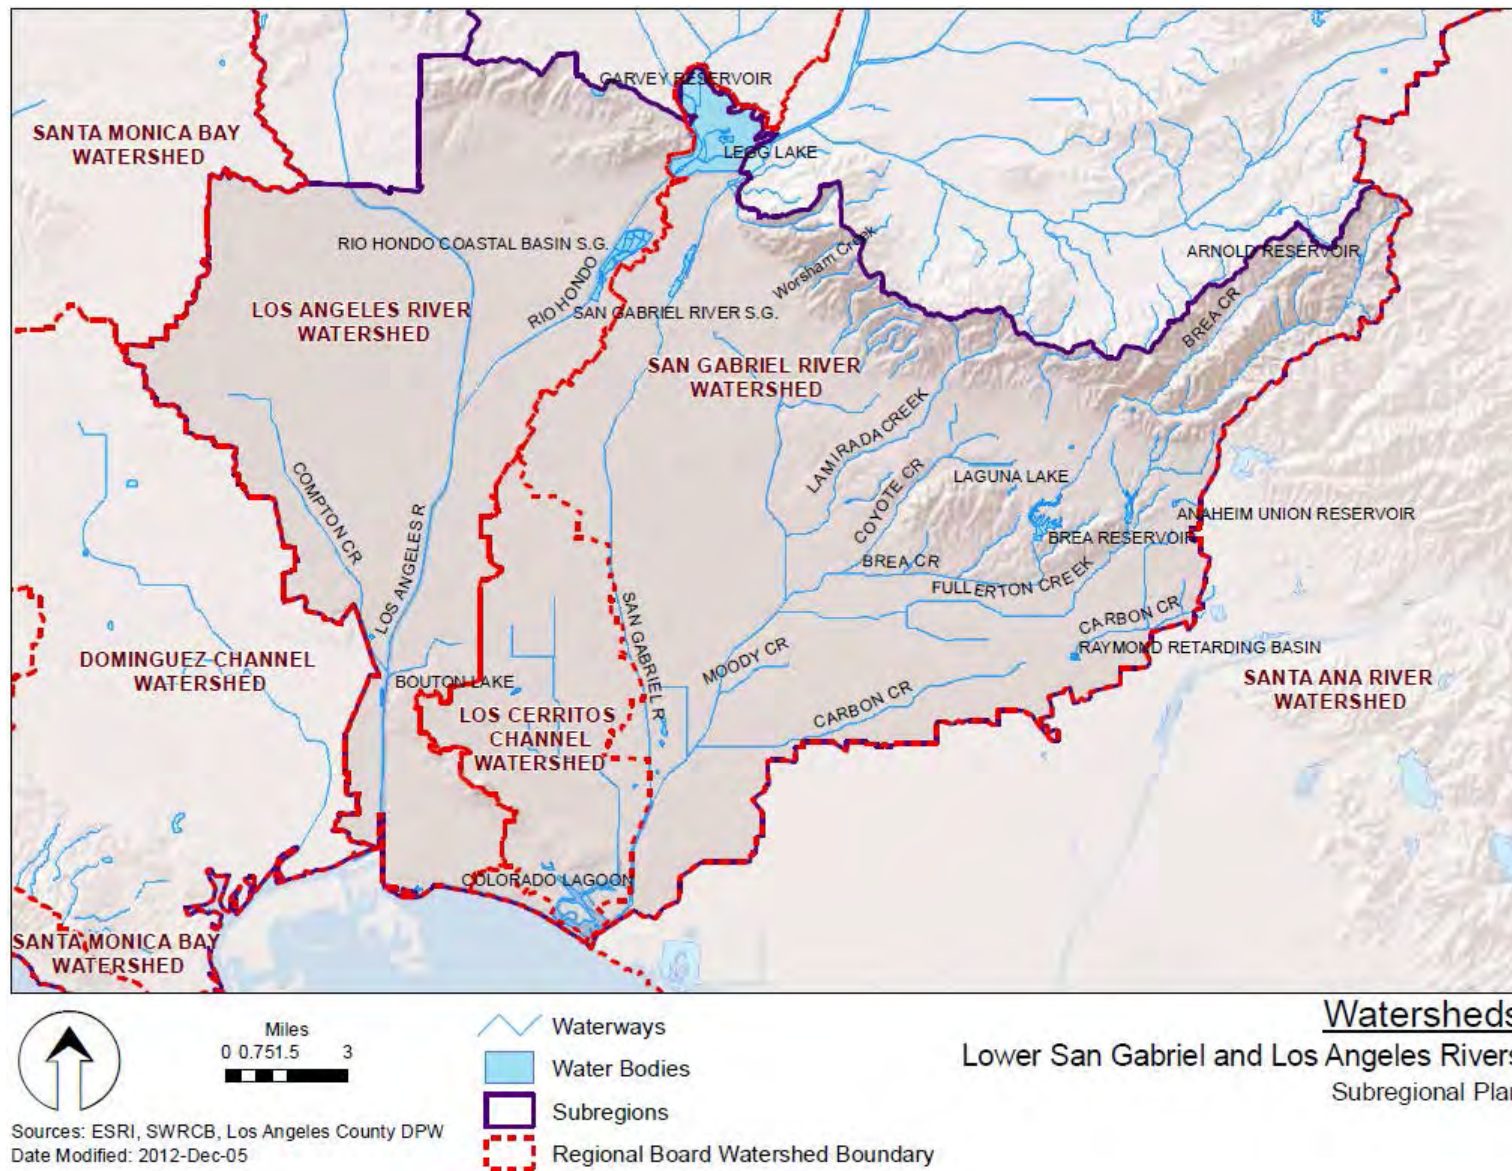 GARVEY RESERVOIR
SANTA MONICA BAY
WATERSHED
LEGG LAKE
RIO HONDO COASTAL BASIN S.G.
Worsham Creek
ARNOLD RESERVOIR
RIO HONDO
SAN GABRIEL RIVER S.G.
LOS ANGELES RIVER
WATERSHED
BREA CR
SAN GABRIEL RIVER
WATERSHED
LAMIRADA CREEK
COYOTE CR
LAGUNA LAKE
COMPTON CR
LOS ANGELES R
ANAHEIM UNION RESERVOIR
BREA RESERVOIR
BREA CR
FULLERTON CREEK
SAN GABRIEL R
CARBON CR
RAYMOND RETARDING BASIN
DOMINGUEZ CHANNEL
WATERSHED
MOODY CR
BOUTON LAKE
SANTA ANA RIVER
WATERSHED
CARBON CR
LOS CERRITOS
CHANNEL
WATERSHED
COLORADO LAGOON
SANTA MONICA BAY
WATERSHED
Miles
0 0.751.5 3
Sources: ESRI, SWRCB, Los Angeles County DPW
Date Modified: 2012-Dec-05
Waterways
Water Bodies
Subregions
Regional Board Watershed Boundary
Watersheds
Lower San Gabriel and Los Angeles Rivers
Subregional Plan